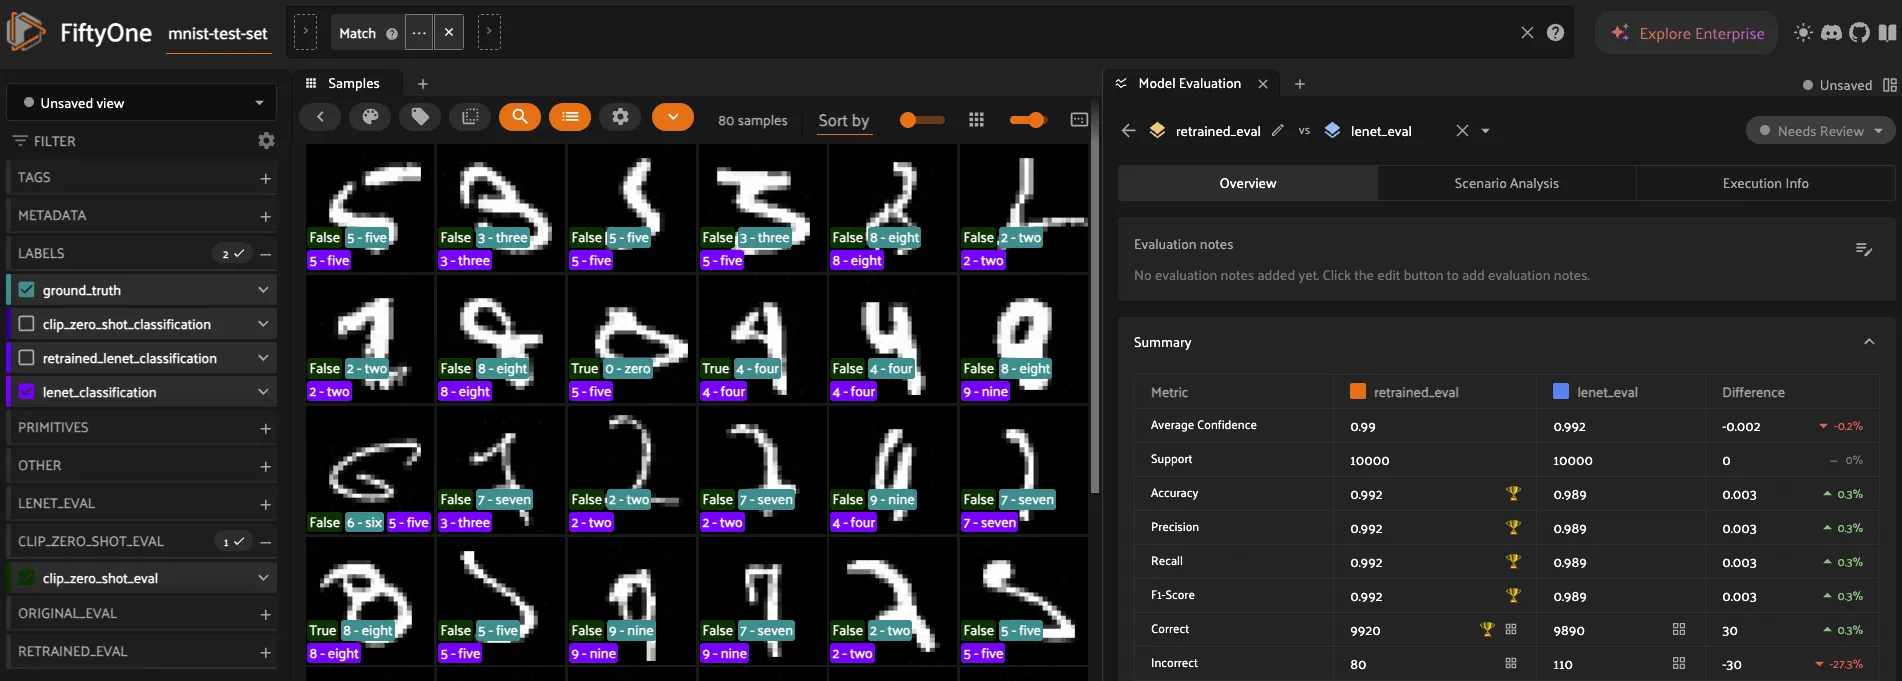 FiftyOne mnist-test-set Match ... Explore Enterprise
Unsaved view
FILTER
TAGS
METADATA
LABELS 2
ground_truth
clip_zero_shot_classification
retrained_lenet_classification
lenet_classification
PRIMITIVES
OTHER
LENET_EVAL
CLIP_ZERO_SHOT_EVAL 1
clip_zero_shot_eval
ORIGINAL_EVAL
RETRAINED_EVAL
Samples
80 samples Sort by
False 5 - five False 3 - three False 5 - five False 3 - three False 8 - eight False 2 - two
5 - five 3 - three 5 - five 5 - five 8 - eight 2 - two
False 2 - two False 8 - eight True 0 - zero True 4 - four False 4 - four False 8 - eight
2 - two 8 - eight 5 - five 4 - four 4 - four 9 - nine
False 7 - seven False 2 - two False 7 - seven False 9 - nine False 7 - seven
False 6 - six 5 - five 3 - three 2 - two 2 - two 4 - four 7 - seven
True 8 - eight False 5 - five False 9 - nine False 7 - seven False 2 - two False 5 - five
8 - eight 5 - five 9 - nine 9 - nine 2 - two 5 - five
Model Evaluation
Unsaved
retrained_eval vs lenet_eval
Needs Review
Overview Scenario Analysis Execution Info
Evaluation notes
No evaluation notes added yet. Click the edit button to add evaluation notes.
Summary
Metric retrained_eval lenet_eval Difference
Average Confidence 0.99 0.992 -0.002 -0.2%
Support 10000 10000 0 0%
Accuracy 0.992 0.989 0.003 0.3%
Precision 0.992 0.989 0.003 0.3%
Recall 0.992 0.989 0.003 0.3%
F1-Score 0.992 0.989 0.003 0.3%
Correct 9920 9890 30 0.3%
Incorrect 80 110 -30 -27.3%